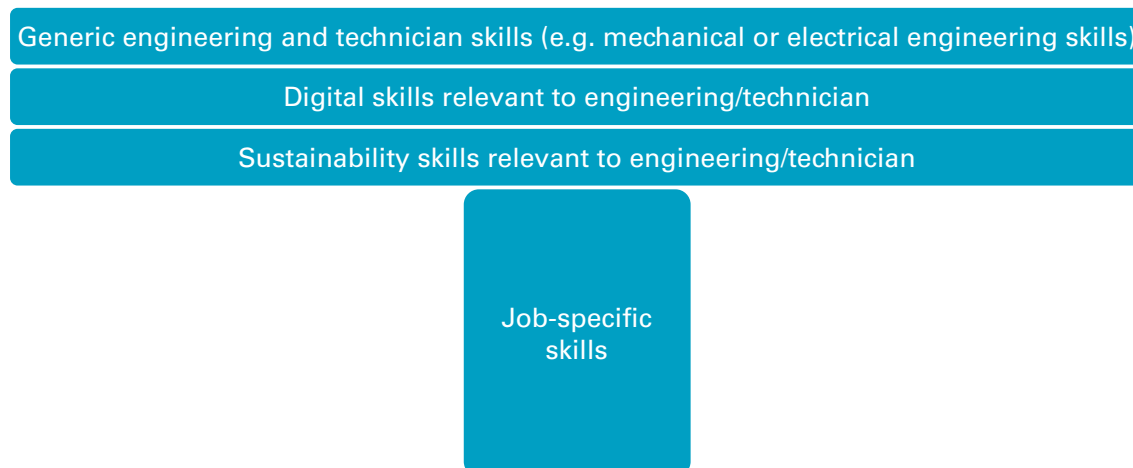 Generic engineering and technician skills (e.g. mechanical or electrical engineering skills)
Digital skills relevant to engineering/technician
Sustainability skills relevant to engineering/technician
Job-specific
skills